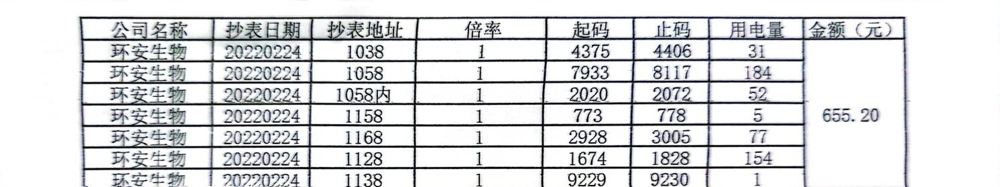 公司名称 抄表日期 抄表地址 倍率 起码 止码 用电量 金额（元）
环安生物 20220224 1038 1 4375 4406 31
环安生物 20220224 1058 1 7933 8117 184
环安生物 20220224 1058内 1 2020 2072 52
环安生物 20220224 1158 1 773 778 5 655.20
环安生物 20220224 1168 1 2928 3005 77
环安生物 20220224 1128 1 1674 1828 154
环安生物 20220224 1138 1 9229 9230 1